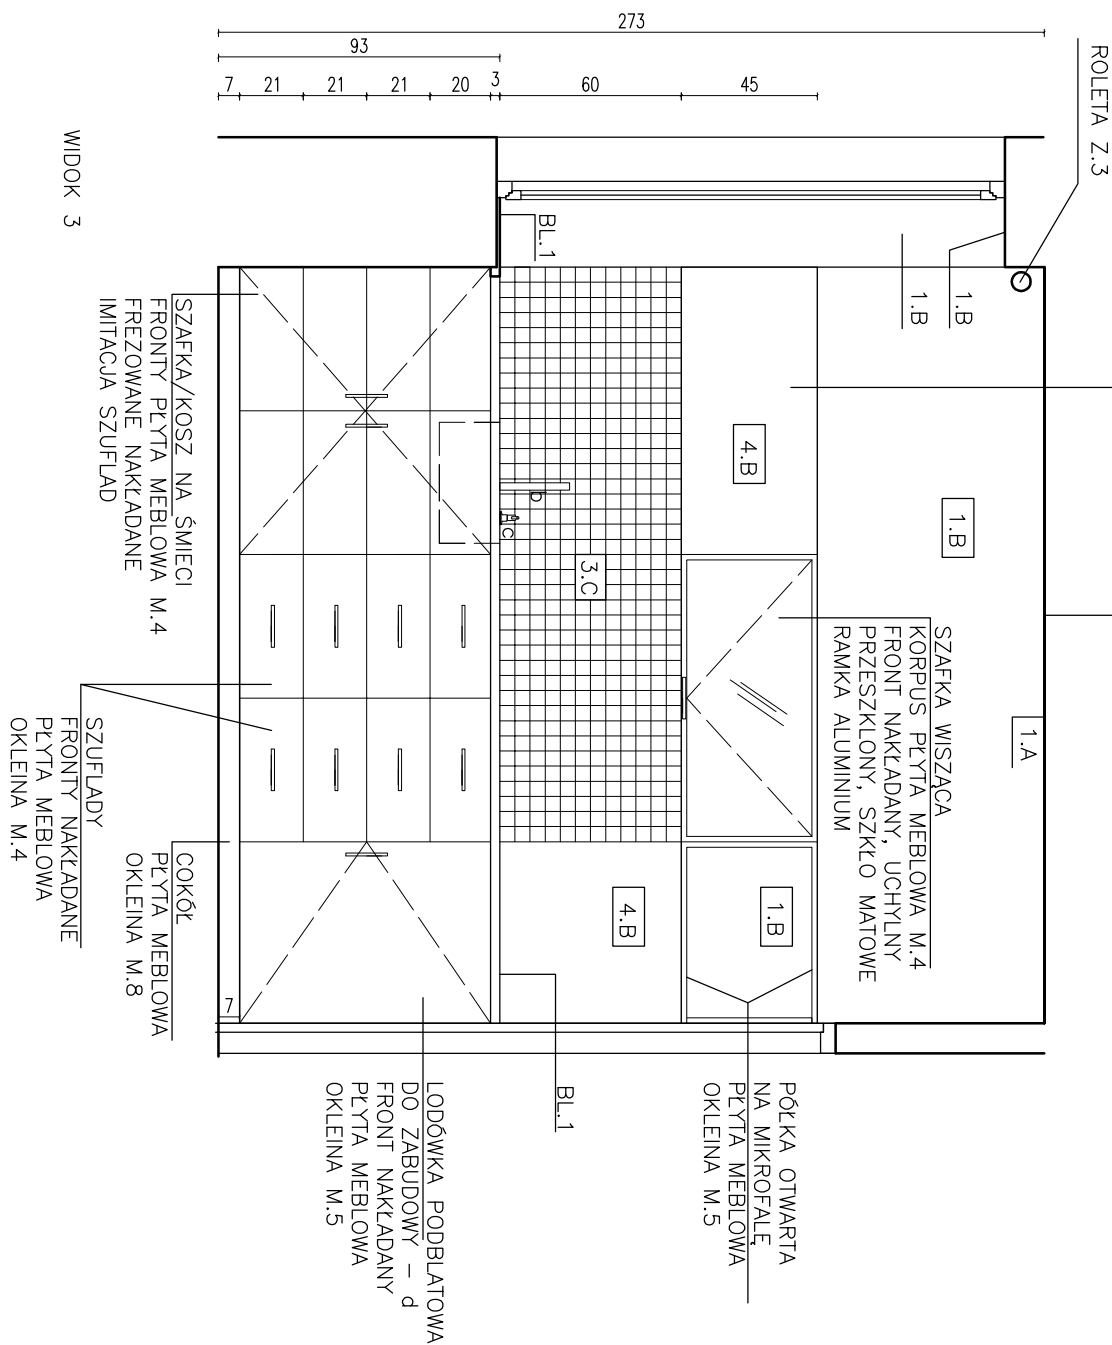 273
93
7
21
21
21
20
3
60
45
ROLETA Z.3
WIDOK 3
BL.1
1.B
1.B
4.B
1.B
1.A
b
c
3.C
SZAFKA/KOSZ NA ŚMIECI
FRONTY PŁYTA MEBLOWA M.4
FREZOWANE NAKŁADANE
IMITACJA SZUFLAD
SZAFKA WISZĄCA
KORPUS PŁYTA MEBLOWA M.4
FRONT NAKŁADANY, UCHYLNY
PRZESZKLONY, SZKŁO MATOWE
RAMKA ALUMINIUM
SZUFLADY
FRONTY NAKŁADANE
PŁYTA MEBLOWA
OKLEINA M.4
COKÓŁ
PŁYTA MEBLOWA
OKLEINA M.8
4.B
1.B
7
BL.1
LODÓWKA PODBLATOWA
DO ZABUDOWY – d
FRONT NAKŁADANY
PŁYTA MEBLOWA
OKLEINA M.5
PÓŁKA OTWARTA
NA MIKROFALĘ
PŁYTA MEBLOWA
OKLEINA M.5